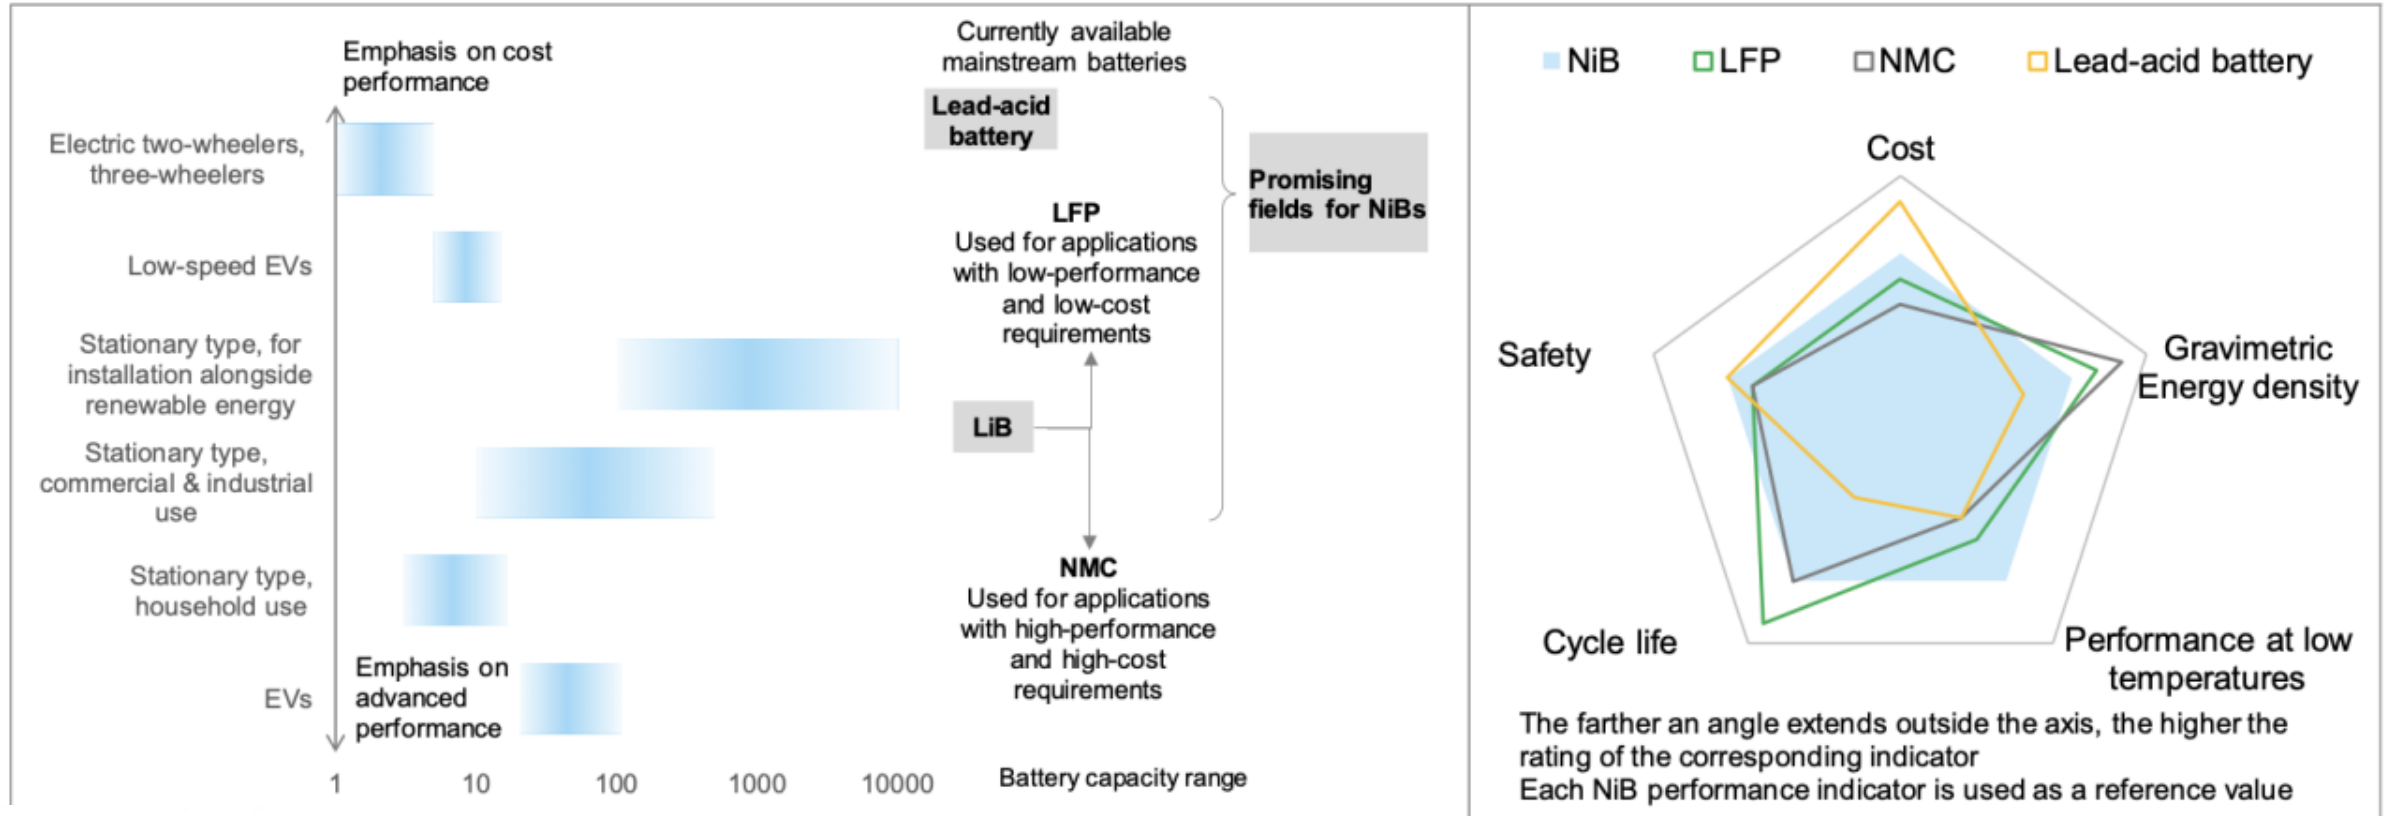 Emphasis on cost
performance
Electric two-wheelers,
three-wheelers
Low-speed EVs
Stationary type, for
installation alongside
renewable energy
Stationary type,
commercial & industrial
use
Stationary type,
household use
EVs
Emphasis on
advanced
performance
1 10 100 1000 10000 Battery capacity range
Currently available
mainstream batteries
Lead-acid
battery
LFP
Used for applications
with low-performance
and low-cost
requirements
LiB
NMC
Used for applications
with high-performance
and high-cost
requirements
Promising
fields for NiBs
NiB LFP NMC Lead-acid battery
Cost
Safety
Gravimetric
Energy density
Cycle life
Performance at low
temperatures
The farther an angle extends outside the axis, the higher the
rating of the corresponding indicator
Each NiB performance indicator is used as a reference value